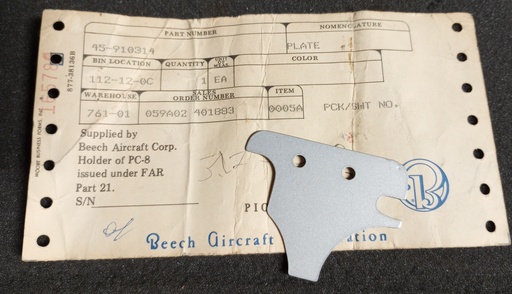 PART NUMBER NOMENCLATURE
45-910314 PLATE
BIN LOCATION QUANTITY COLOR
112-12-0C 1 EA
WAREHOUSE SALES ORDER NUMBER ITEM
761-01 059A02 401883 0005A PCK/SHT NO.
Supplied by
Beech Aircraft Corp.
Holder of PC-8
issued under FAR
Part 21.
S/N
Beech Aircraft